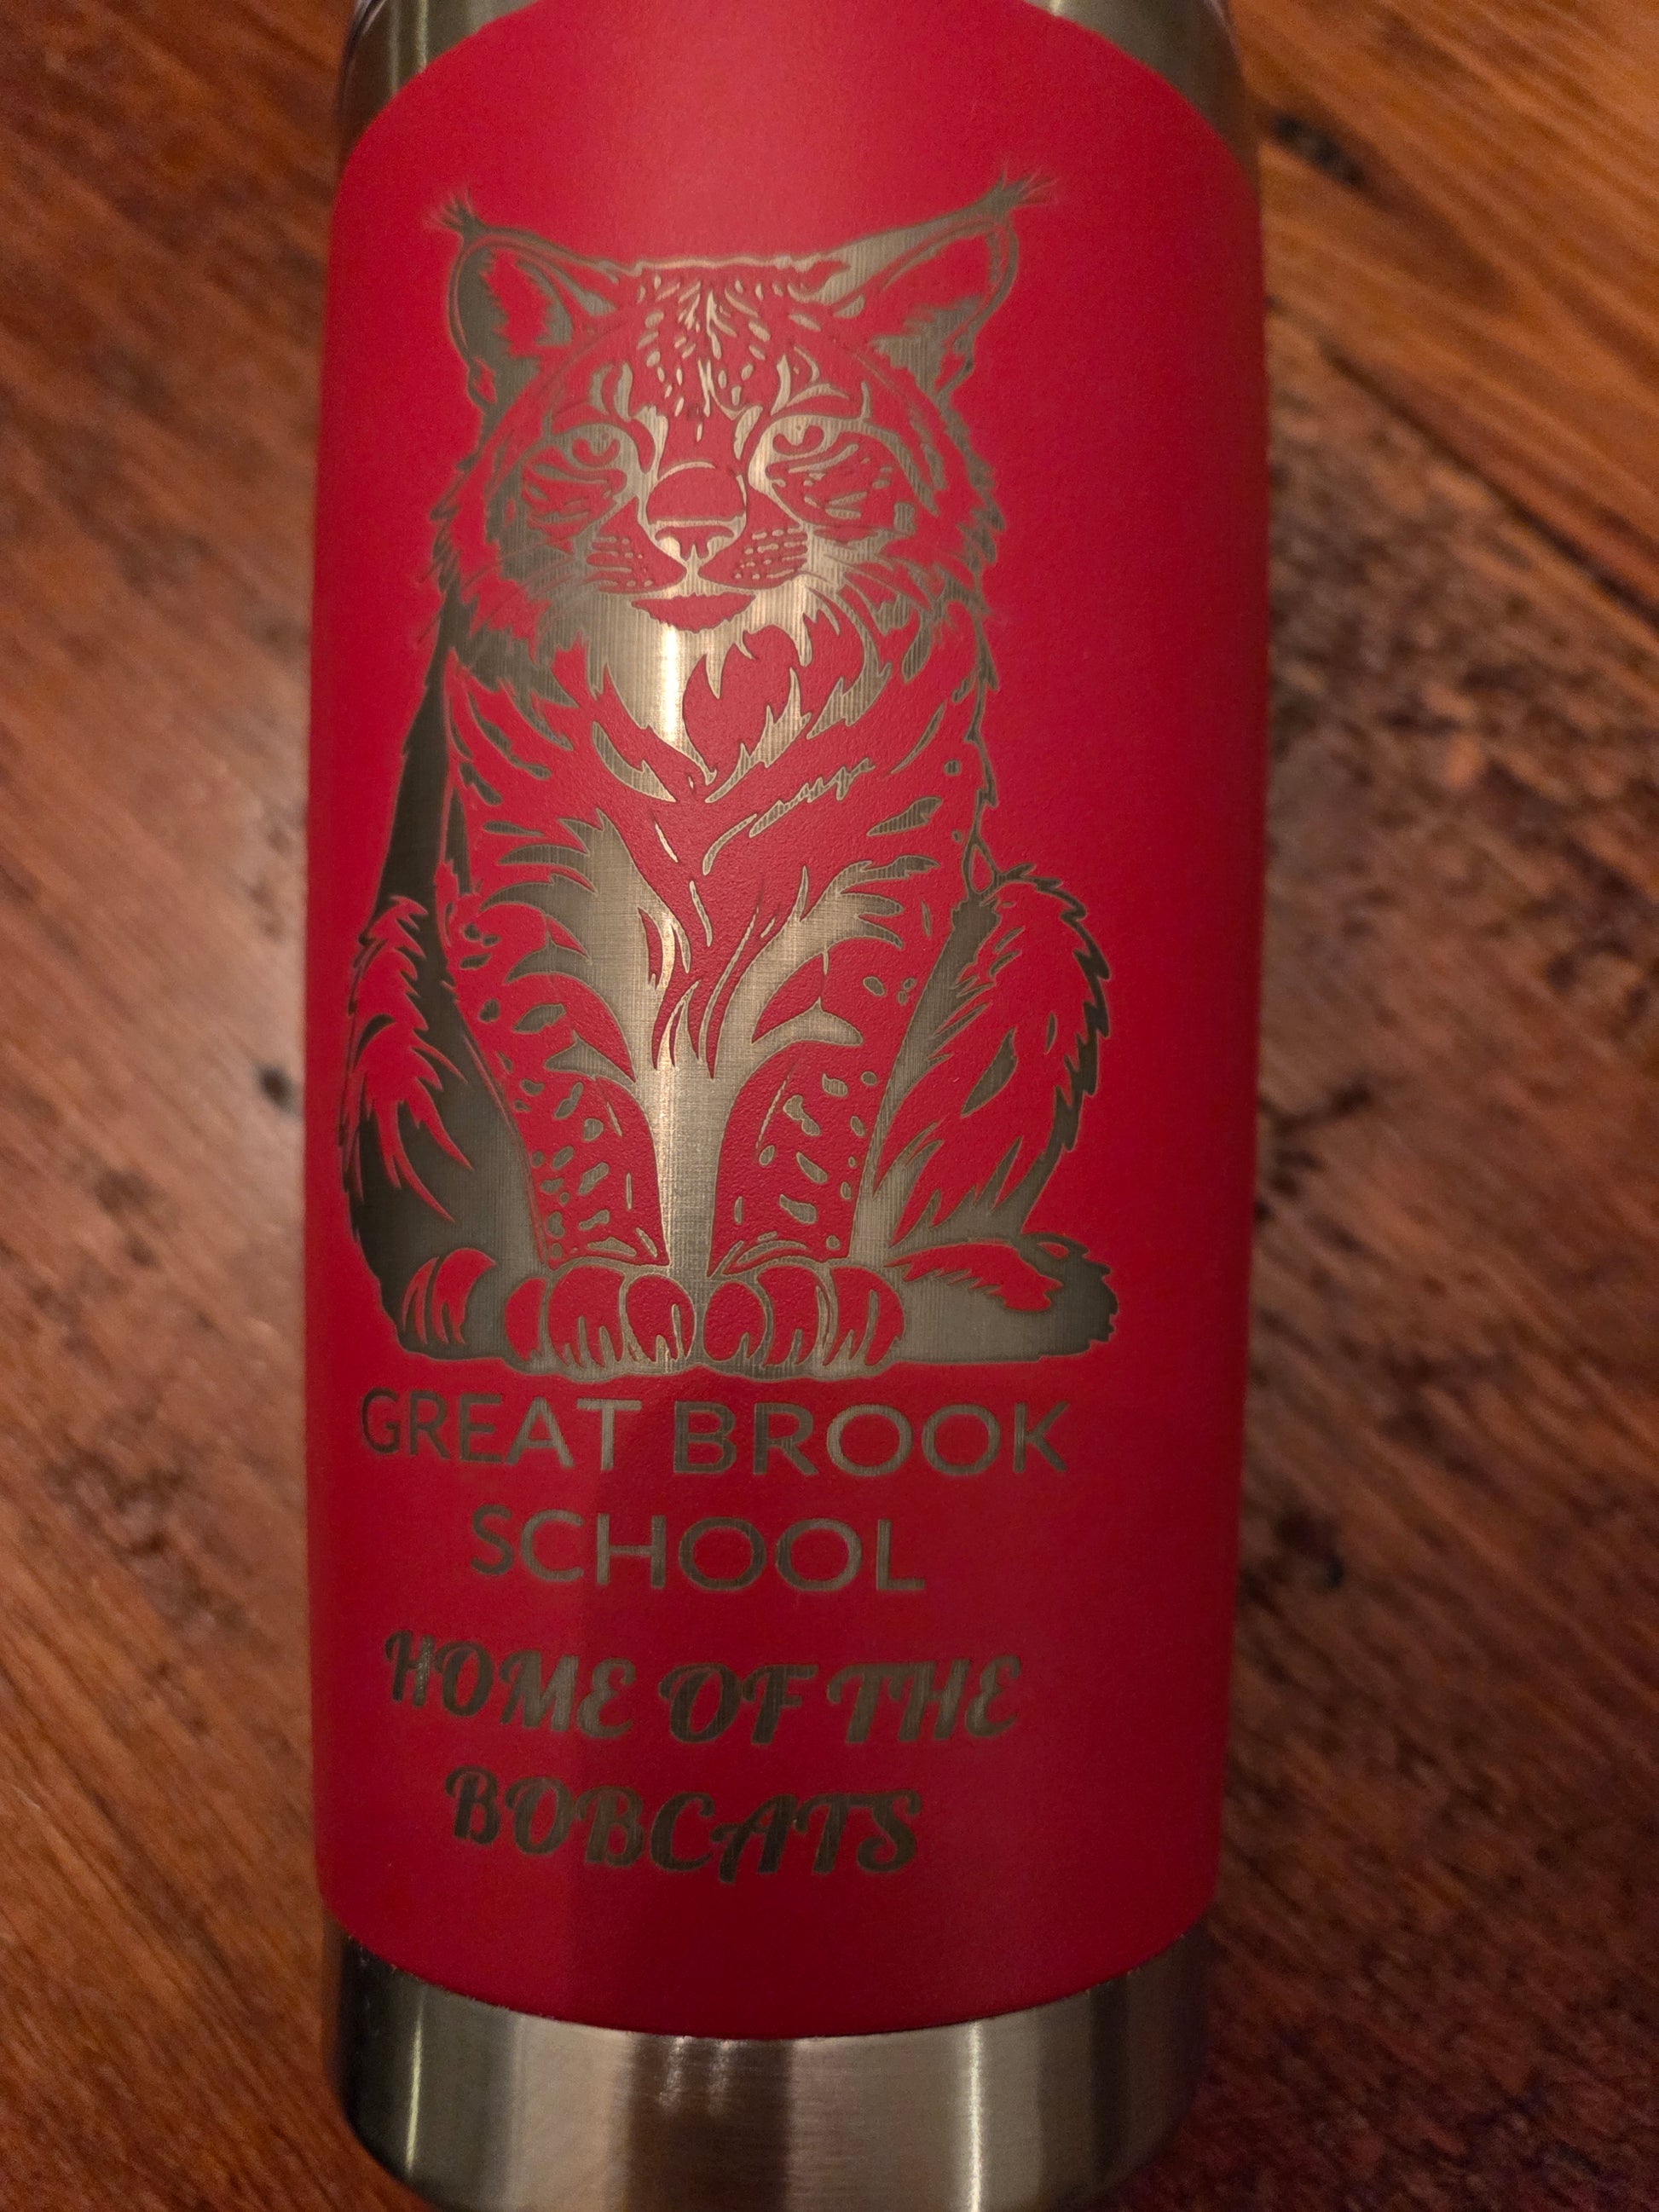 GREAT BROOK
SCHOOL
HOME OF THE
BOBCATS